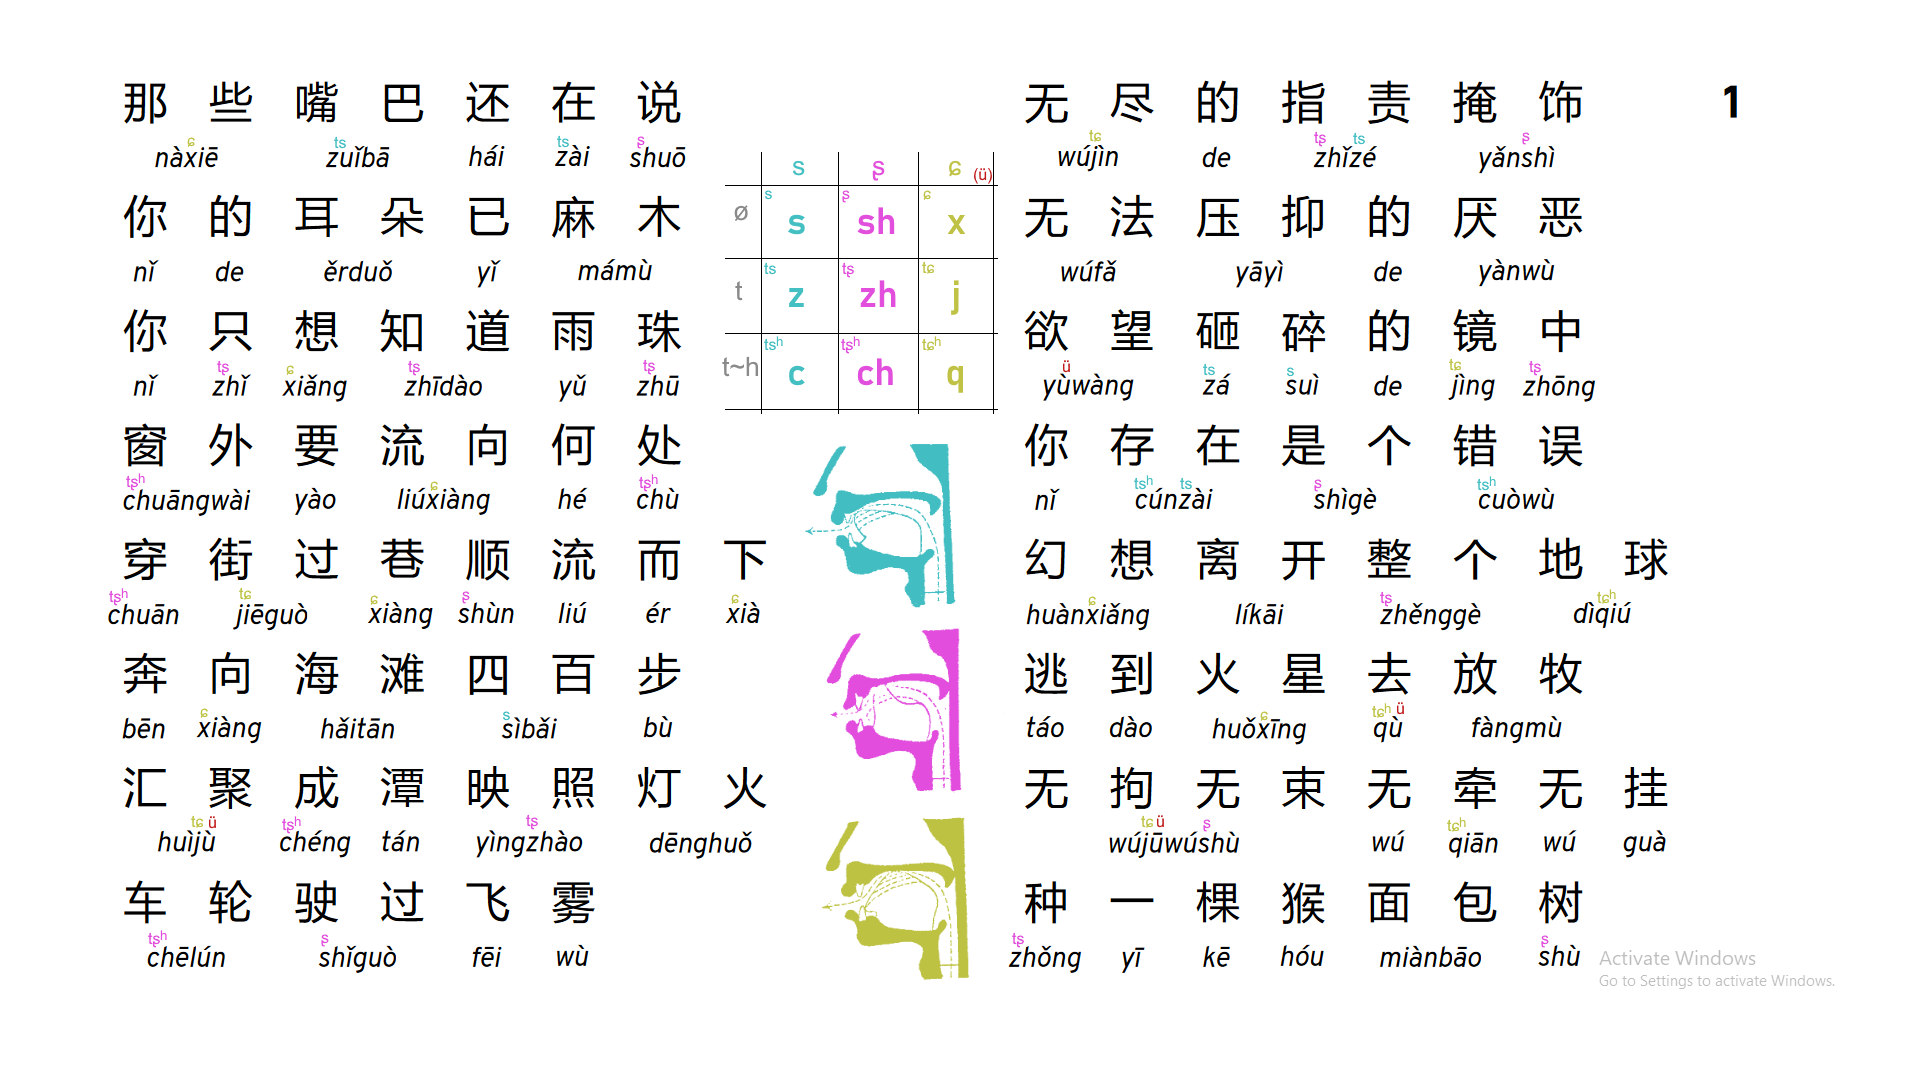 那些嘴巴还在说
ɕ ts ts ʂ
nàxiē zuǐbā hái zài shuō
你的耳朵已麻木
nǐ de ěrduǒ yǐ mámù
你只想知道雨珠
tʂ ɕ tʂ tʂ
nǐ zhǐ xiǎng zhīdào yǔ zhū
窗外要流向何处
tʂʰ ɕ tʂʰ
chuāngwài yào liúxiàng hé chù
穿街过巷顺流而下
tʂʰ tɕ ɕ ʂ ɕ
chuān jiēguò xiàng shùn liú ér xià
奔向海滩四百步
ɕ s
bēn xiàng hǎitān sìbǎi bù
汇聚成潭映照灯火
tɕ ü tʂʰ tʂ
huìjù chéng tán yìngzhào dēnghuǒ
车轮驶过飞雾
tʂʰ ʂ
chēlún shǐguò fēi wù
s ʂ ɕ (ü)
ø s s ʂ sh ɕ x
t ts z tʂ zh tɕ j
t~h tsʰ c tʂʰ ch tɕʰ q
无尽的指责掩饰
tɕ tʂ ts ʂ
wújìn de zhǐzé yǎnshì
无法压抑的厌恶
wúfǎ yāyì de yànwù
欲望砸碎的镜中
ü ts s tɕ tʂ
yùwàng zá suì de jìng zhōng
你存在是个错误
tsʰ ts ʂ tsʰ
nǐ cúnzài shìgè cuòwù
幻想离开整个地球
ɕ tʂ tɕʰ
huànxiǎng líkāi zhěnggè dìqiú
逃到火星去放牧
ɕ tɕʰ ü
táo dào huǒxīng qù fàngmù
无拘无束无牵无挂
tɕ ü ʂ tɕʰ
wújūwúshù wú qiān wú guà
种一棵猴面包树
tʂ ʂ
zhǒng yī kē hóu miànbāo shù
1
Activate Windows
Go to Settings to activate Windows.